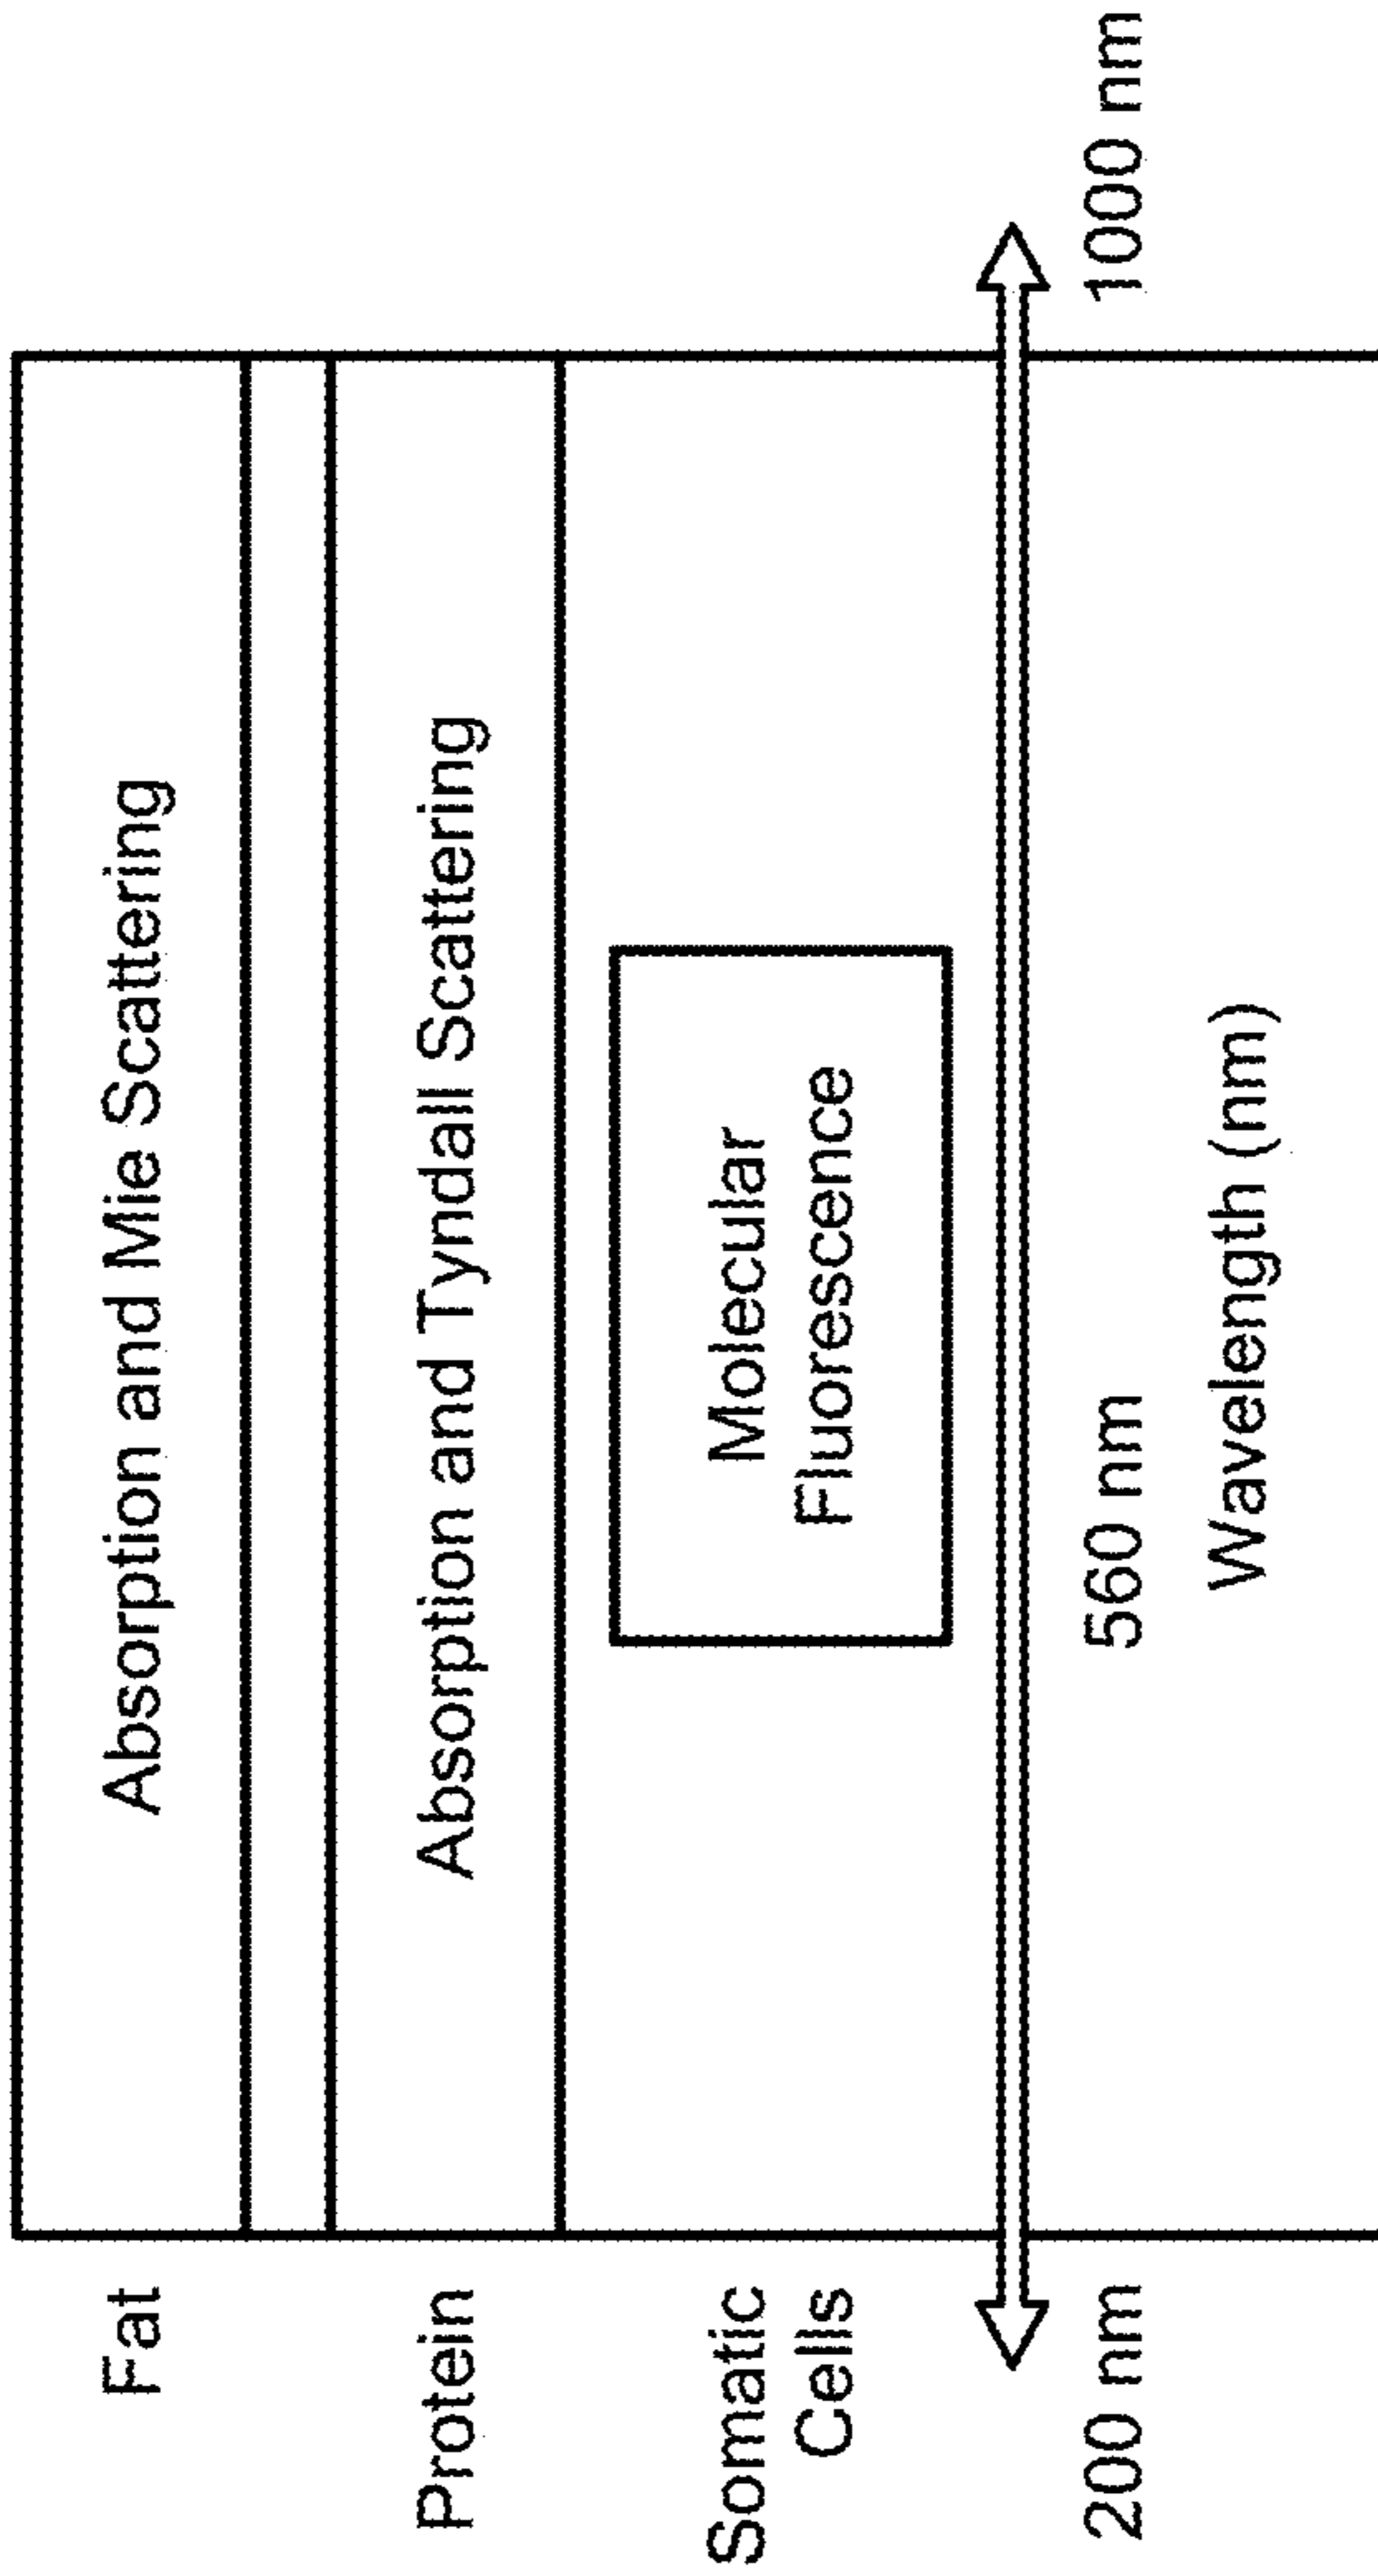 Fat
Absorption and Mie Scattering
Protein
Absorption and Tyndall Scattering
Somatic
Cells
Molecular
Fluorescence
200 nm
560 nm
1000 nm
Wavelength (nm)